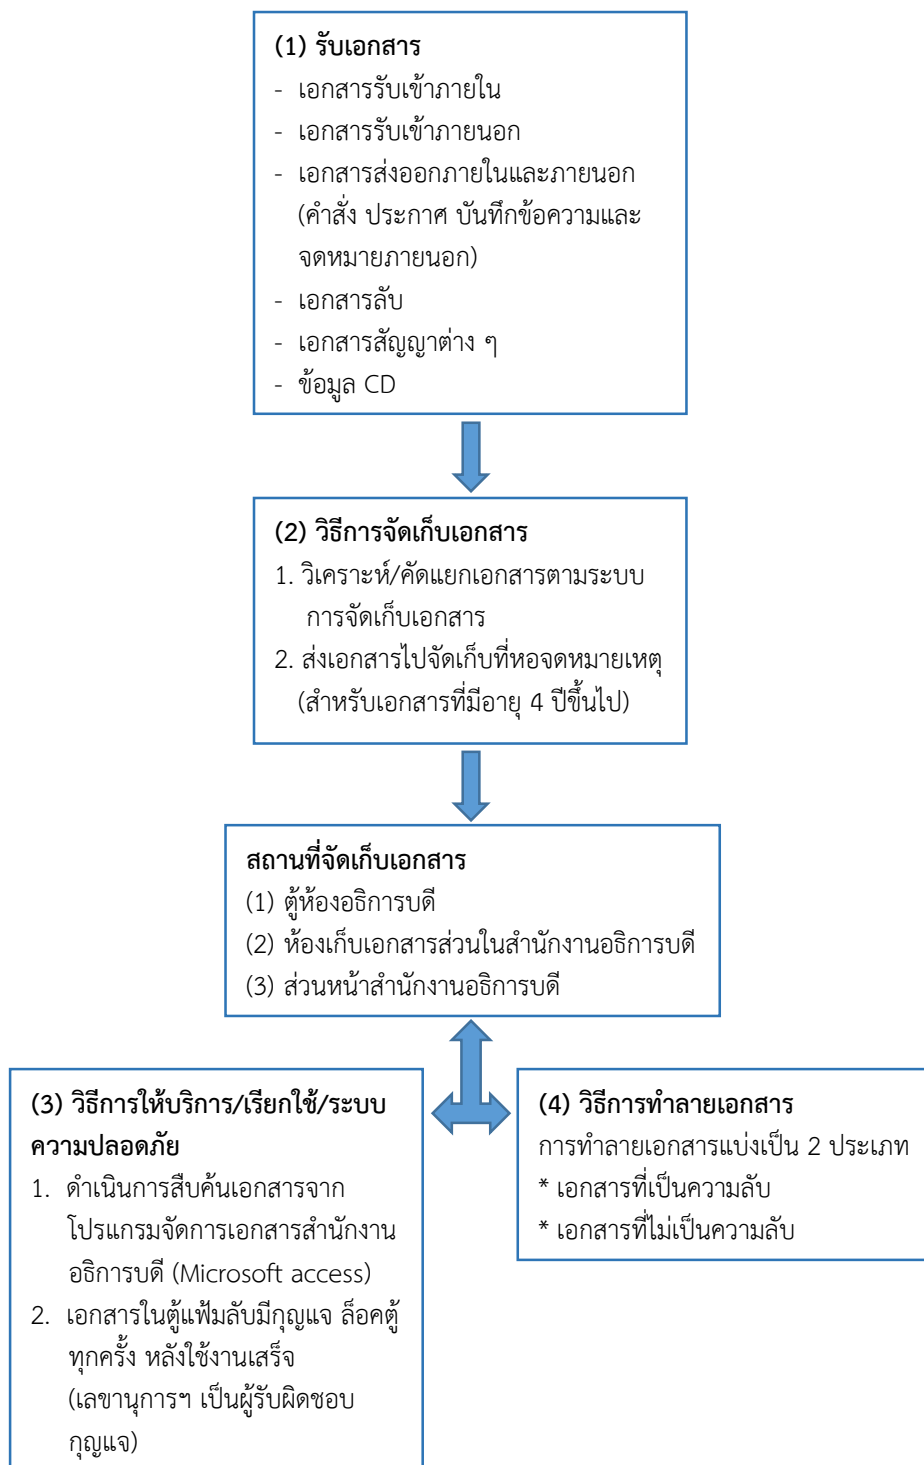 (1) รับเอกสาร
- เอกสารรับเข้าภายใน
- เอกสารรับเข้าภายนอก
- เอกสารส่งออกภายในและภายนอก
(คำสั่ง ประกาศ บันทึกข้อความและ
จดหมายภายนอก)
- เอกสารลับ
- เอกสารสัญญาต่าง ๆ
- ข้อมูล CD
(2) วิธีการจัดเก็บเอกสาร
1. วิเคราะห์/คัดแยกเอกสารตามระบบ
การจัดเก็บเอกสาร
2. ส่งเอกสารไปจัดเก็บที่หอจดหมายเหตุ
(สำหรับเอกสารที่มีอายุ 4 ปีขึ้นไป)
สถานที่จัดเก็บเอกสาร
(1) ตู้ห้องอธิการบดี
(2) ห้องเก็บเอกสารส่วนในสำนักงานอธิการบดี
(3) ส่วนหน้าสำนักงานอธิการบดี
(3) วิธีการให้บริการ/เรียกใช้/ระบบ
ความปลอดภัย
1. ดำเนินการสืบค้นเอกสารจาก
โปรแกรมจัดการเอกสารสำนักงาน
อธิการบดี (Microsoft access)
2. เอกสารในตู้แฟ้มลับมีกุญแจ ล็อคตู้
ทุกครั้ง หลังใช้งานเสร็จ
(เลขานุการฯ เป็นผู้รับผิดชอบ
กุญแจ)
(4) วิธีการทำลายเอกสาร
การทำลายเอกสารแบ่งเป็น 2 ประเภท
* เอกสารที่เป็นความลับ
* เอกสารที่ไม่เป็นความลับ